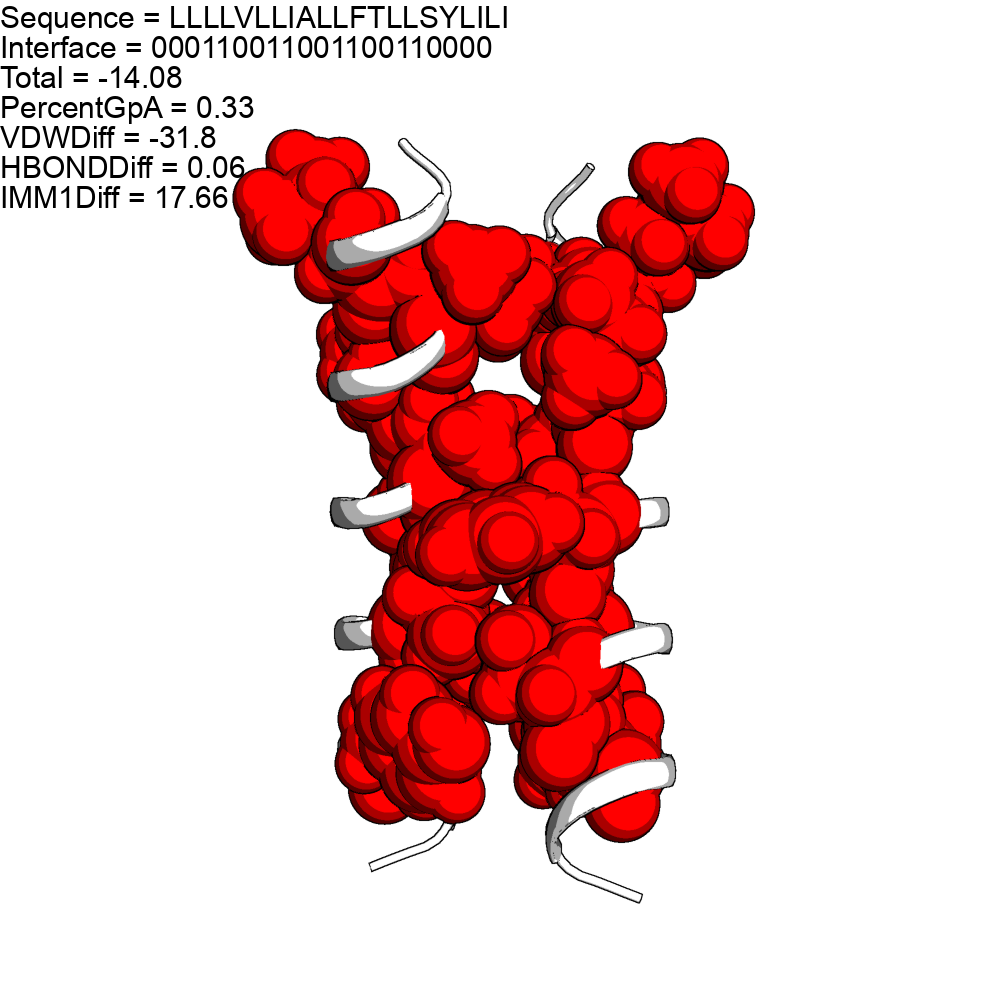 Sequence = LLLLVLLIALLFTLLSYLILI
Interface = 000110011001100110000
Total = -14.08
PercentGpA = 0.33
VDWDiff = -31.8
HBONDDiff = 0.06
IMM1Diff = 17.66